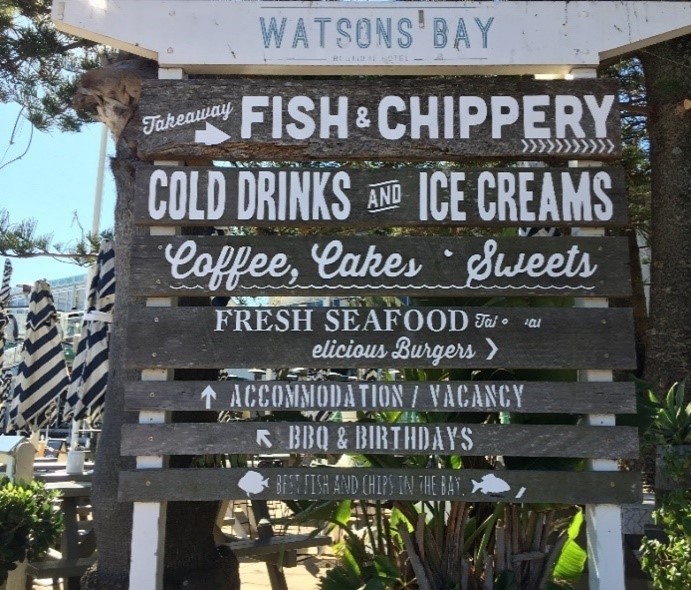 WATSONS BAY
Takeaway FISH & CHIPPERY
COLD DRINKS AND ICE CREAMS
Coffee, Cakes Sweets
FRESH SEAFOOD
elicious Burgers
ACCOMMODATION / VACANCY
BBQ & BIRTHDAYS
BEST FISH AND CHIPS IN THE BAY.